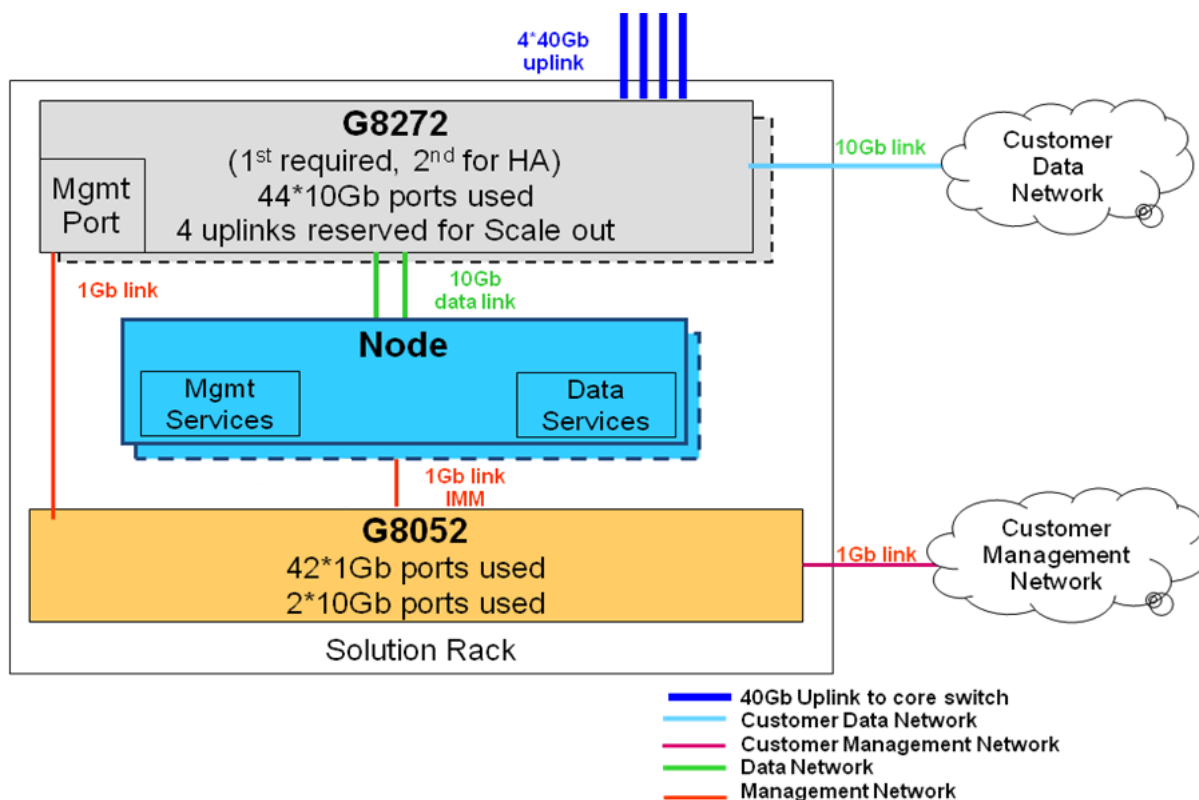 4*40Gb
uplink
G8272
(1st required, 2nd for HA)
44*10Gb ports used
4 uplinks reserved for Scale out
Mgmt
Port
10Gb link
Customer
Data
Network
1Gb link
10Gb
data link
Node
Mgmt
Services
Data
Services
1Gb link
IMM
G8052
42*1Gb ports used
2*10Gb ports used
1Gb link
Customer
Management
Network
Solution Rack
40Gb Uplink to core switch
Customer Data Network
Customer Management Network
Data Network
Management Network